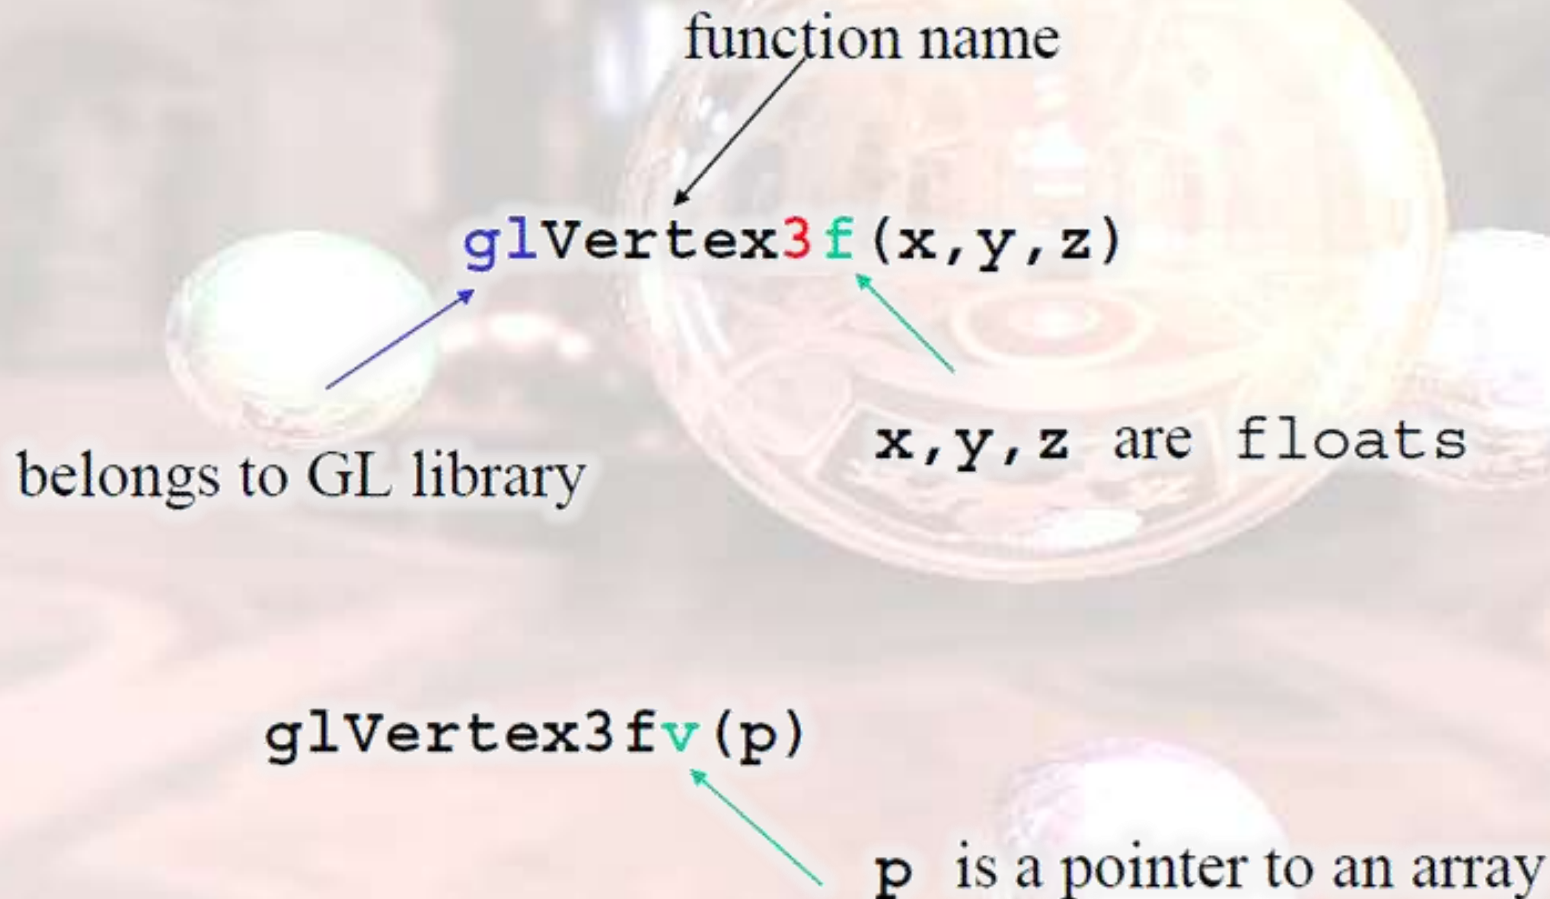 function name
glVertex3f(x,y,z)
belongs to GL library
x,y,z are floats
glVertex3fv(p)
p is a pointer to an array